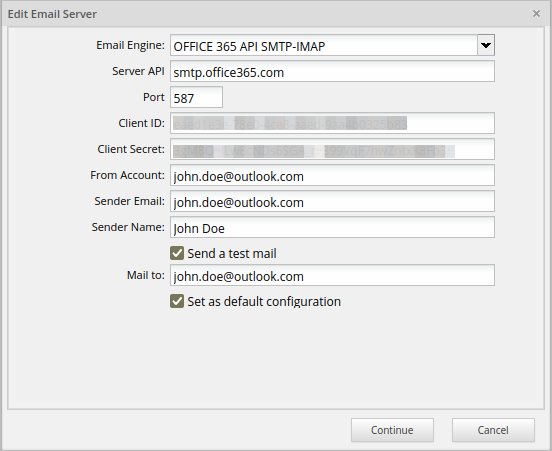 Edit Email Server
Email Engine: OFFICE 365 API SMTP-IMAP
Server API smtp.office365.com
Port 587
Client ID:
Client Secret:
From Account: john.doe@outlook.com
Sender Email: john.doe@outlook.com
Sender Name: John Doe
Send a test mail
Mail to: john.doe@outlook.com
Set as default configuration
Continue Cancel